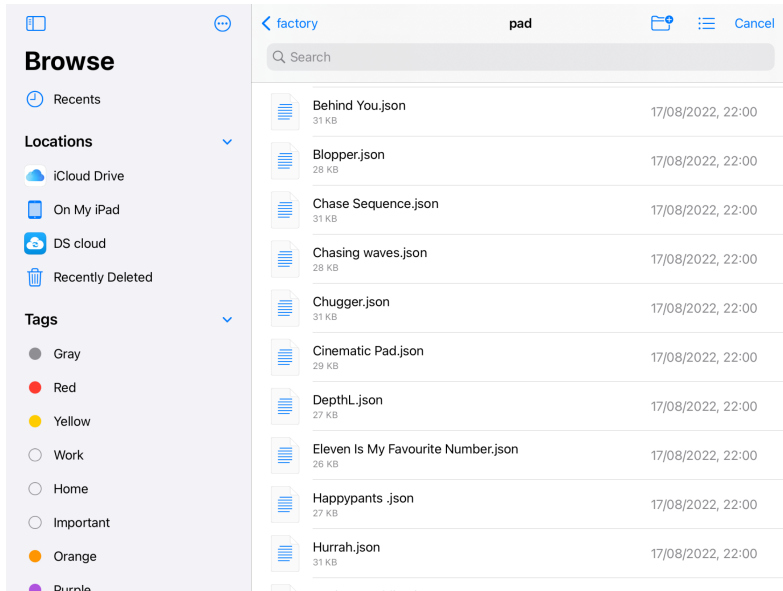 Browse
Recents
Locations
iCloud Drive
On My iPad
DS cloud
Recently Deleted
Tags
Gray
Red
Yellow
Work
Home
Important
Orange
Purple
factory
pad
Cancel
Search
Behind You.json
31 KB
17/08/2022, 22:00
Blopper.json
28 KB
17/08/2022, 22:00
Chase Sequence.json
31 KB
17/08/2022, 22:00
Chasing waves.json
28 KB
17/08/2022, 22:00
Chugger.json
31 KB
17/08/2022, 22:00
Cinematic Pad.json
29 KB
17/08/2022, 22:00
DepthL.json
27 KB
17/08/2022, 22:00
Eleven Is My Favourite Number.json
26 KB
17/08/2022, 22:00
Happypants .json
27 KB
17/08/2022, 22:00
Hurrah.json
31 KB
17/08/2022, 22:00